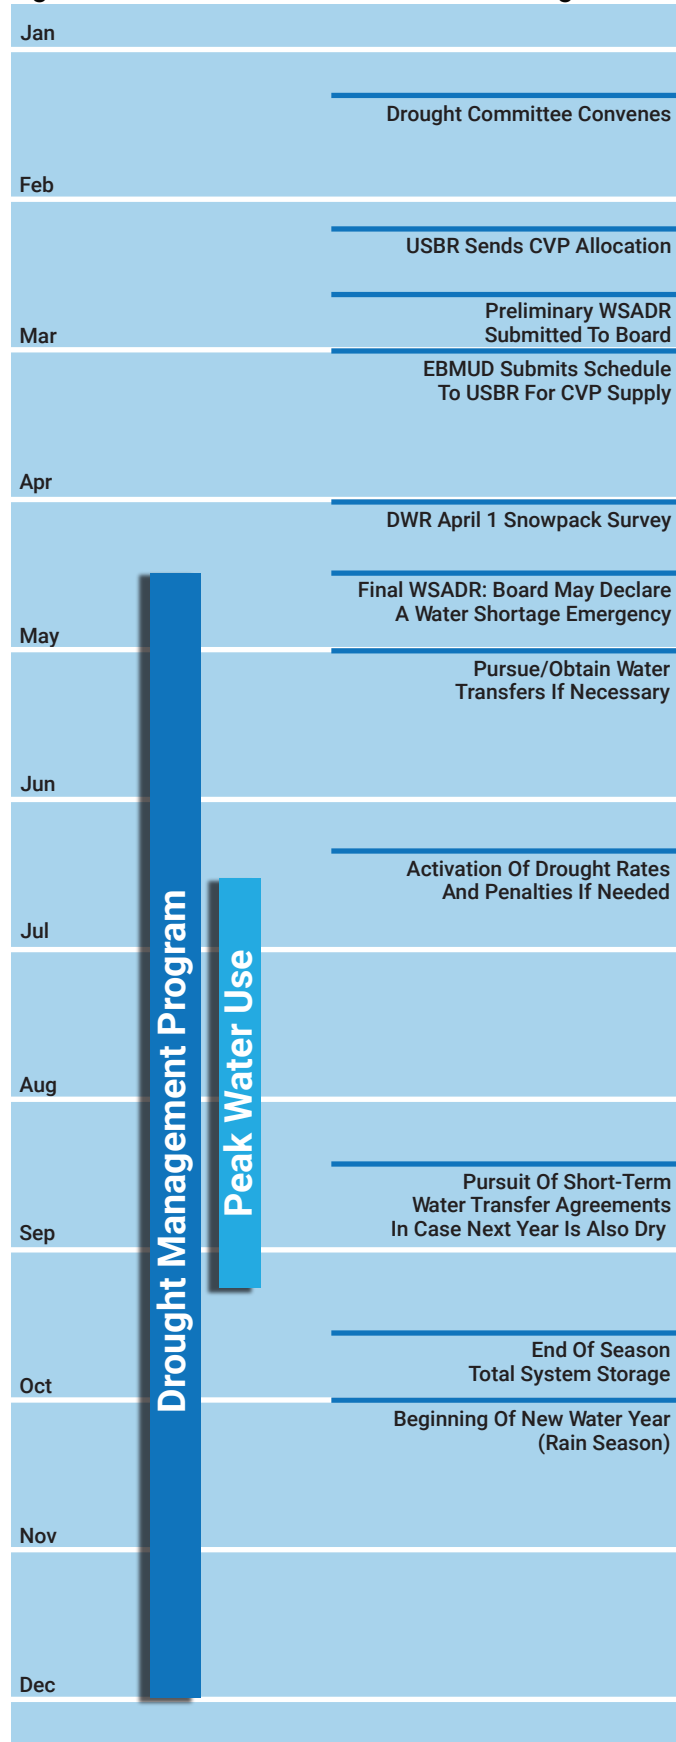 Jan
Drought Committee Convenes
Feb
USBR Sends CVP Allocation
Preliminary WSADR
Submitted To Board
Mar
EBMUD Submits Schedule
To USBR For CVP Supply
Apr
DWR April 1 Snowpack Survey
Final WSADR: Board May Declare
A Water Shortage Emergency
May
Pursue/Obtain Water
Transfers If Necessary
Jun
Activation Of Drought Rates
And Penalties If Needed
Jul
Drought Management Program
Peak Water Use
Aug
Pursuit Of Short-Term
Water Transfer Agreements
In Case Next Year Is Also Dry
Sep
End Of Season
Total System Storage
Oct
Beginning Of New Water Year
(Rain Season)
Nov
Dec